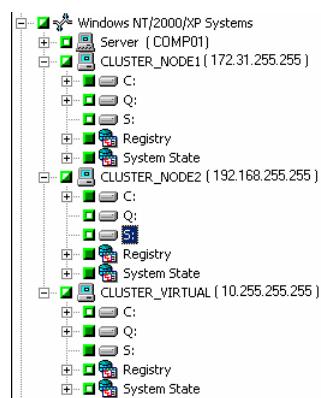 Windows NT/2000/XP Systems
Server (COMP01)
CLUSTER_NODE1 (172.31.255.255)
C:
Q:
S:
Registry
System State
CLUSTER_NODE2 (192.168.255.255)
C:
Q:
S:
Registry
System State
CLUSTER_VIRTUAL (10.255.255.255)
C:
Q:
S:
Registry
System State